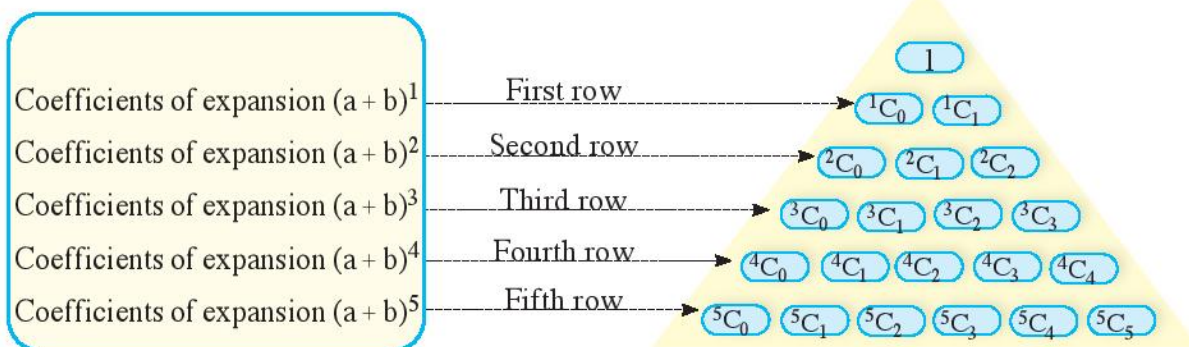 1
Coefficients of expansion (a + b)¹ First row ¹C₀ ¹C₁
Coefficients of expansion (a + b)² Second row ²C₀ ²C₁ ²C₂
Coefficients of expansion (a + b)³ Third row ³C₀ ³C₁ ³C₂ ³C₃
Coefficients of expansion (a + b)⁴ Fourth row ⁴C₀ ⁴C₁ ⁴C₂ ⁴C₃ ⁴C₄
Coefficients of expansion (a + b)⁵ Fifth row ⁵C₀ ⁵C₁ ⁵C₂ ⁵C₃ ⁵C₄ ⁵C₅